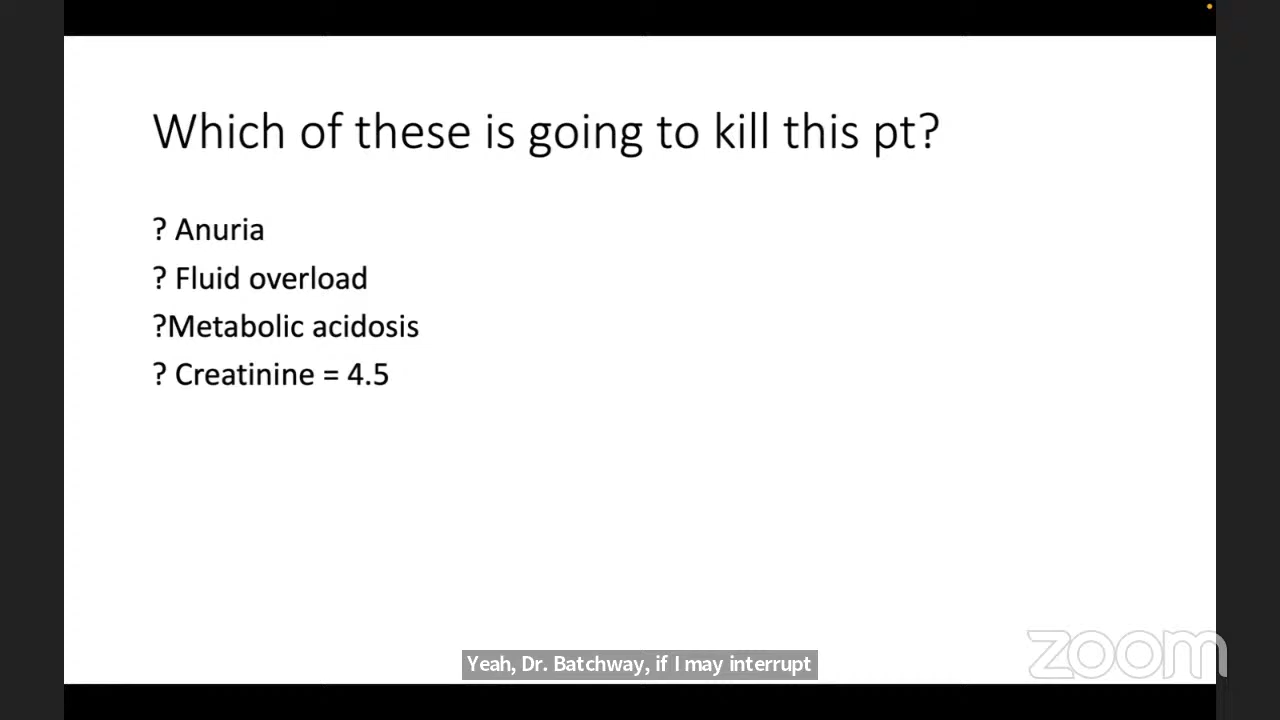 Which of these is going to kill this pt?
? Anuria
? Fluid overload
?Metabolic acidosis
? Creatinine = 4.5
Yeah, Dr. Batchway, if I may interrupt
zoom